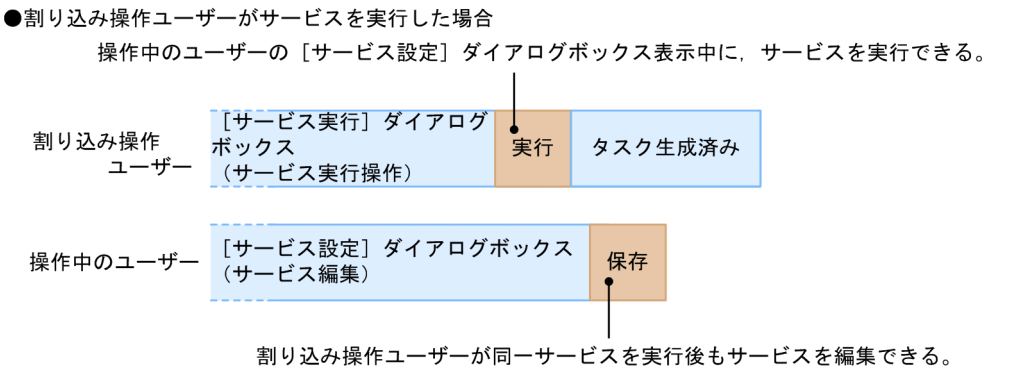 ●割り込み操作ユーザーがサービスを実行した場合
操作中のユーザーの［サービス設定］ダイアログボックス表示中に，サービスを実行できる。
割り込み操作
ユーザー
［サービス実行］ダイアログ
ボックス
（サービス実行操作）
実行
タスク生成済み
操作中のユーザー
［サービス設定］ダイアログボックス
（サービス編集）
保存
割り込み操作ユーザーが同一サービスを実行後もサービスを編集できる。